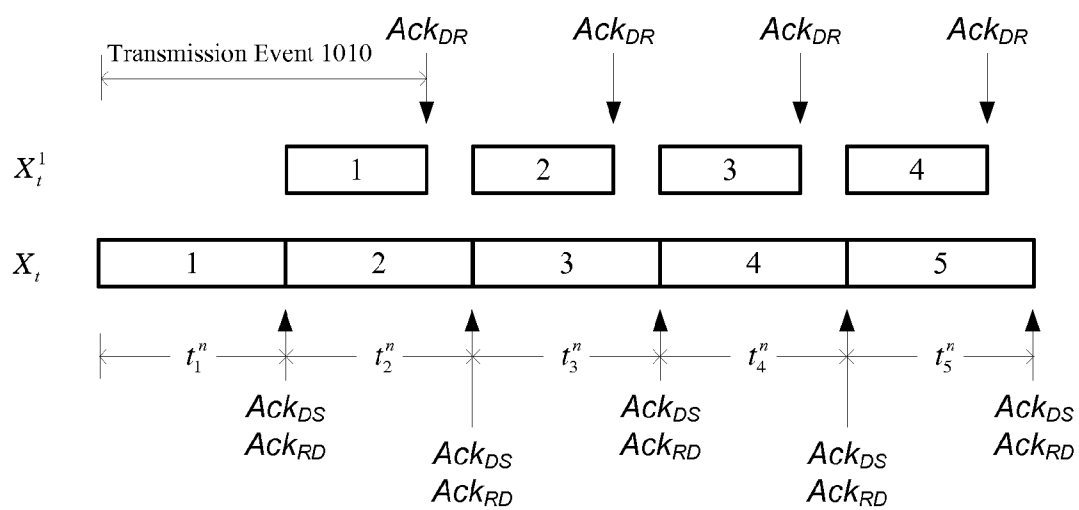 Ack_DR Ack_DR Ack_DR Ack_DR
Transmission Event 1010
X_t^1 1 2 3 4
X_t 1 2 3 4 5
t_1^n t_2^n t_3^n t_4^n t_5^n
Ack_DS Ack_DS Ack_DS
Ack_RD Ack_RD Ack_RD
Ack_DS Ack_DS
Ack_RD Ack_RD